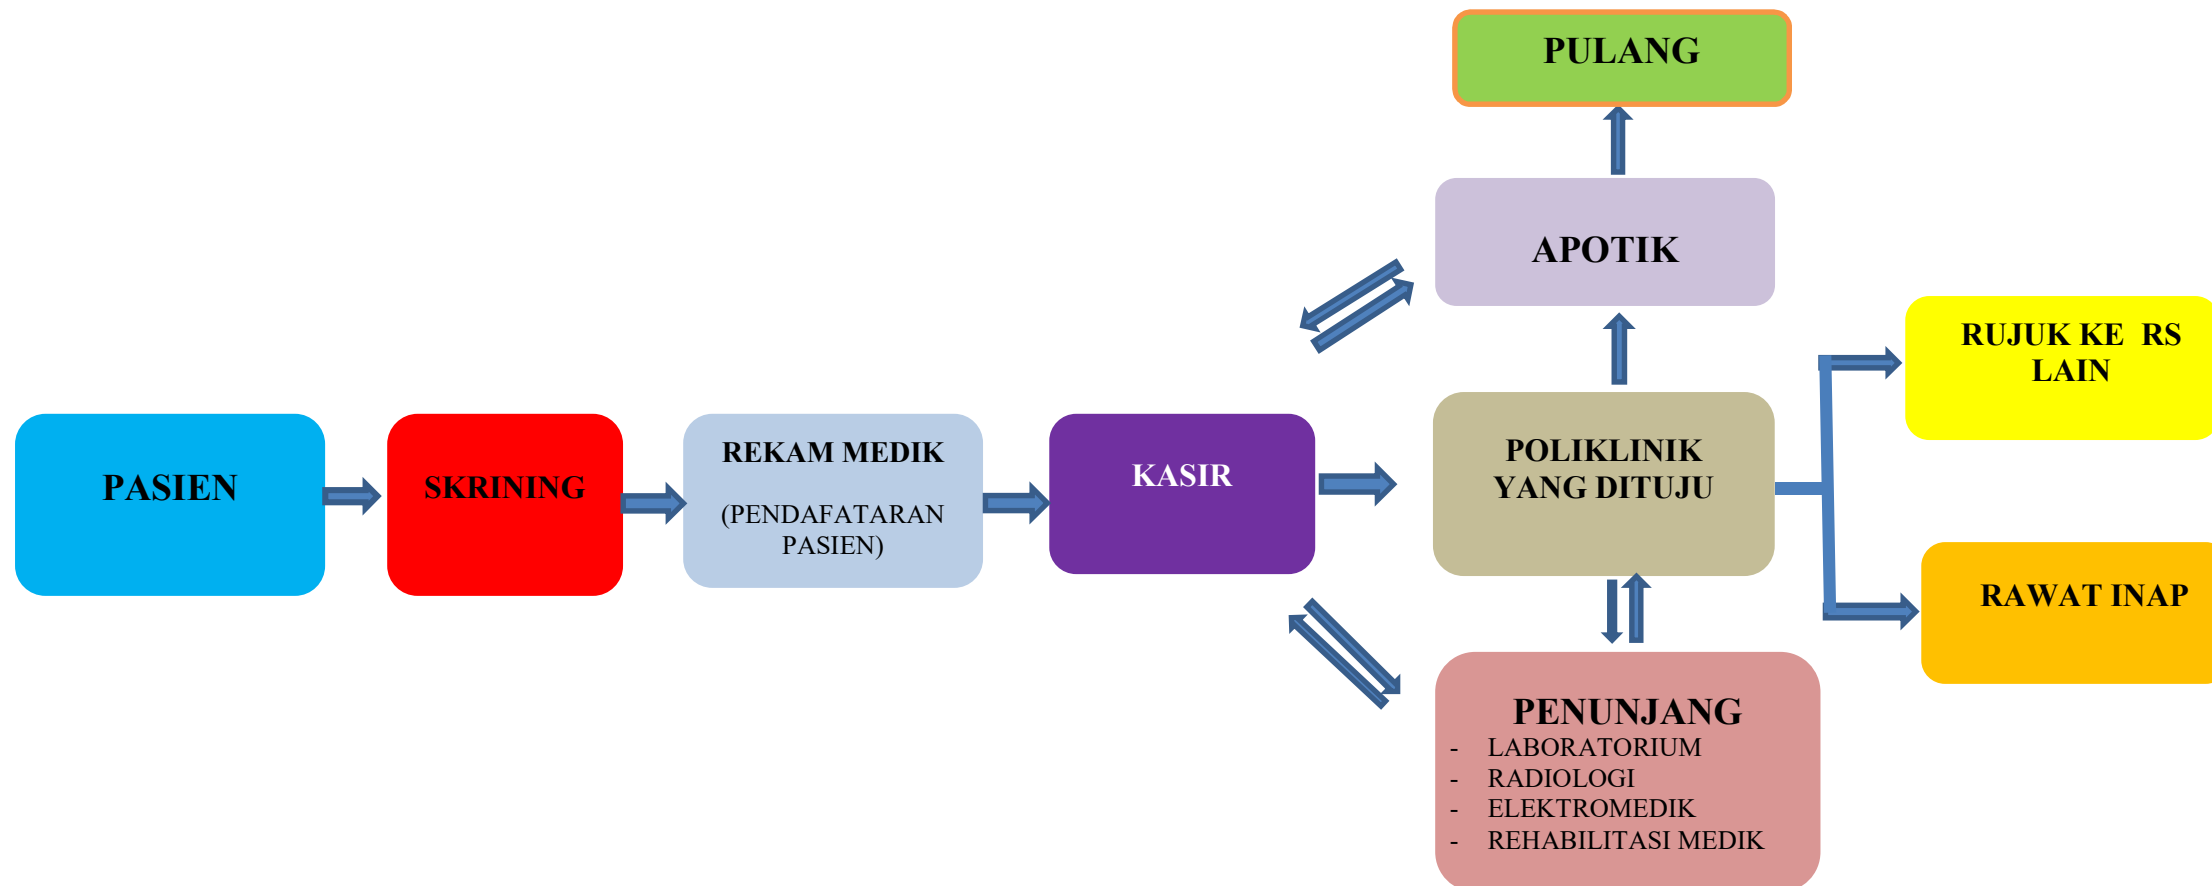 PULANG
APOTIK
RUJUK KE  RS
LAIN
PASIEN
SKRINING
REKAM MEDIK
(PENDAFATARAN
PASIEN)
KASIR
POLIKLINIK
YANG DITUJU
RAWAT INAP
PENUNJANG
- LABORATORIUM
- RADIOLOGI
- ELEKTROMEDIK
- REHABILITASI MEDIK